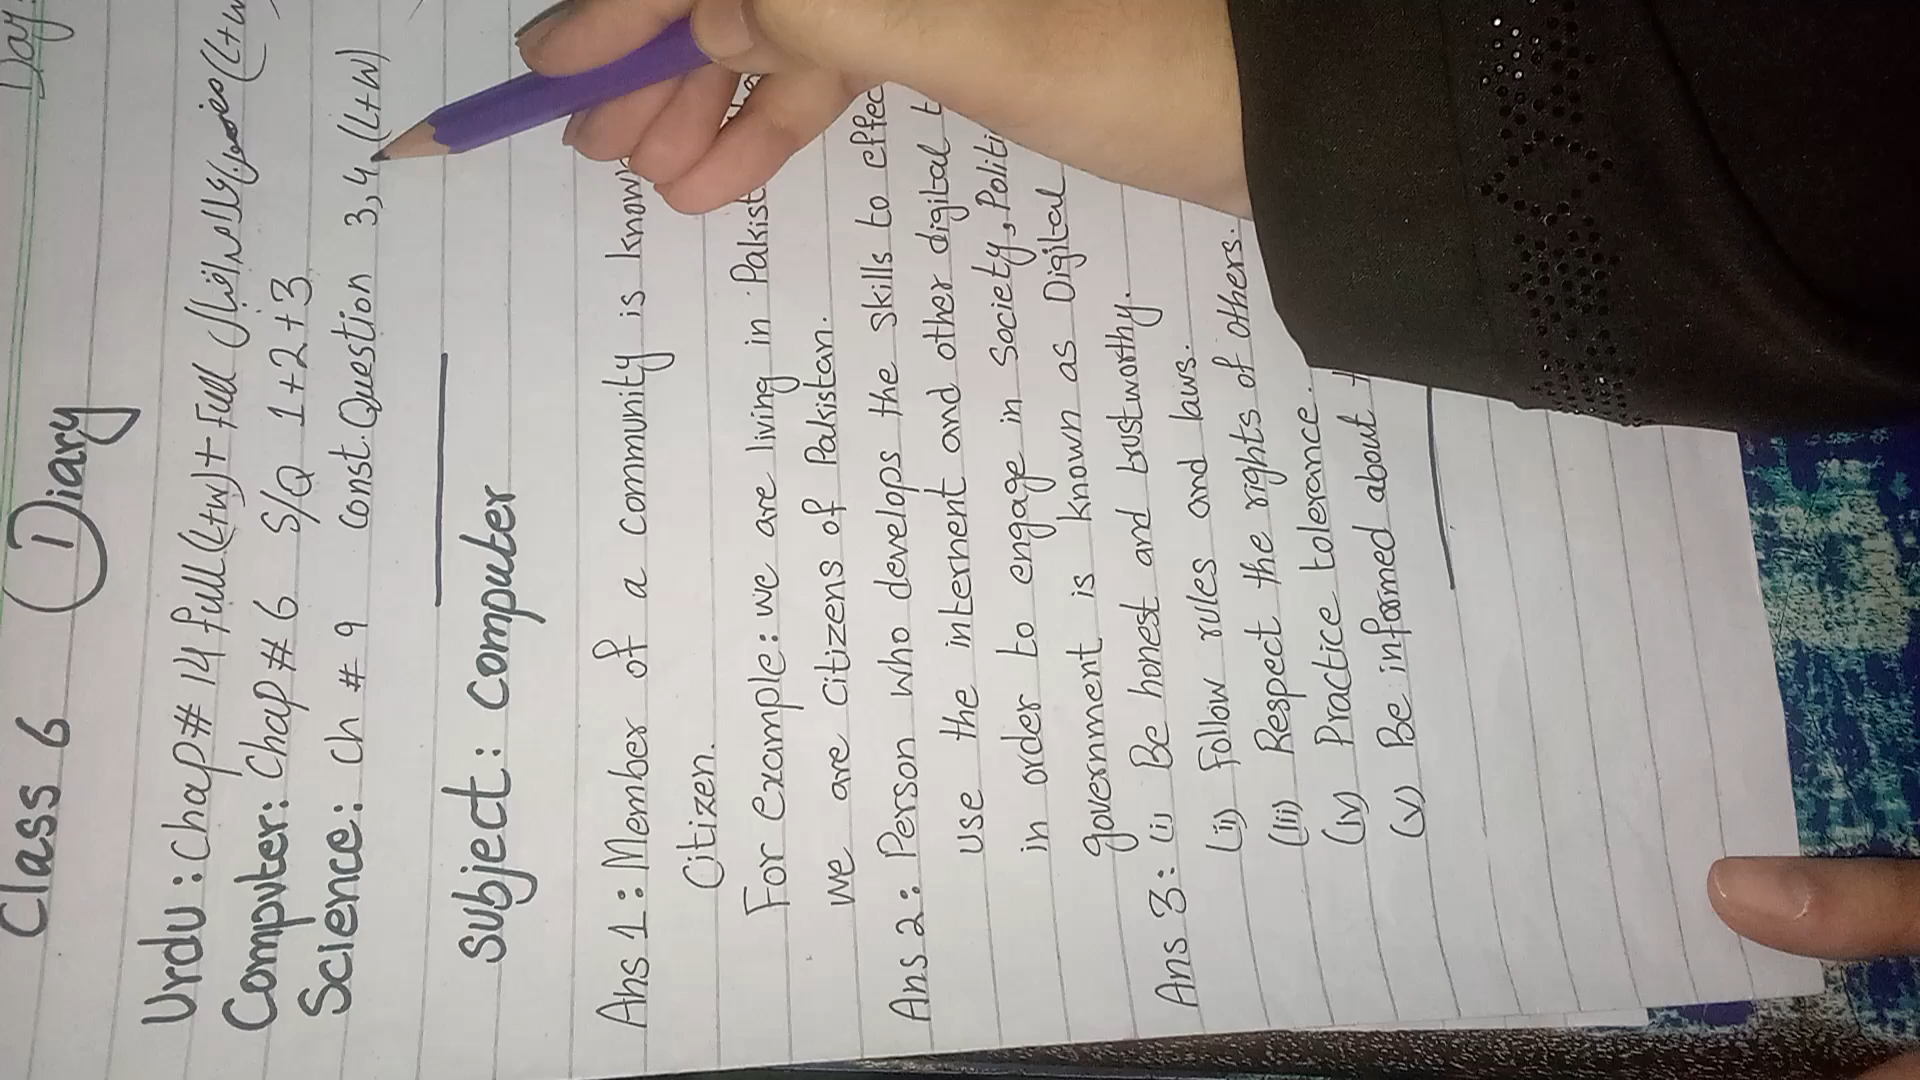 Class 6 Diary Day:
Urdu: Chap# 14 full (L+w) + Full
Computer: Chap # 6 S/Q 1+2+3
Science: Ch # 9 Const. Question 3,4 (L+W)
Subject: Computer
Ans 1: Member of a community is known
Citizen.
For Example: we are living in Pakist
we are Citizens of Pakistan.
Ans 2: Person who develops the skills to effec
use the internent and other digital t
in order to engage in Society, Politi
government is known as Digital
Ans 3: (i) Be honest and trustworthy.
(ii) Follow rules and laws.
(iii) Respect the rights of others.
(iv) Practice tolerance.
(v) Be informed about